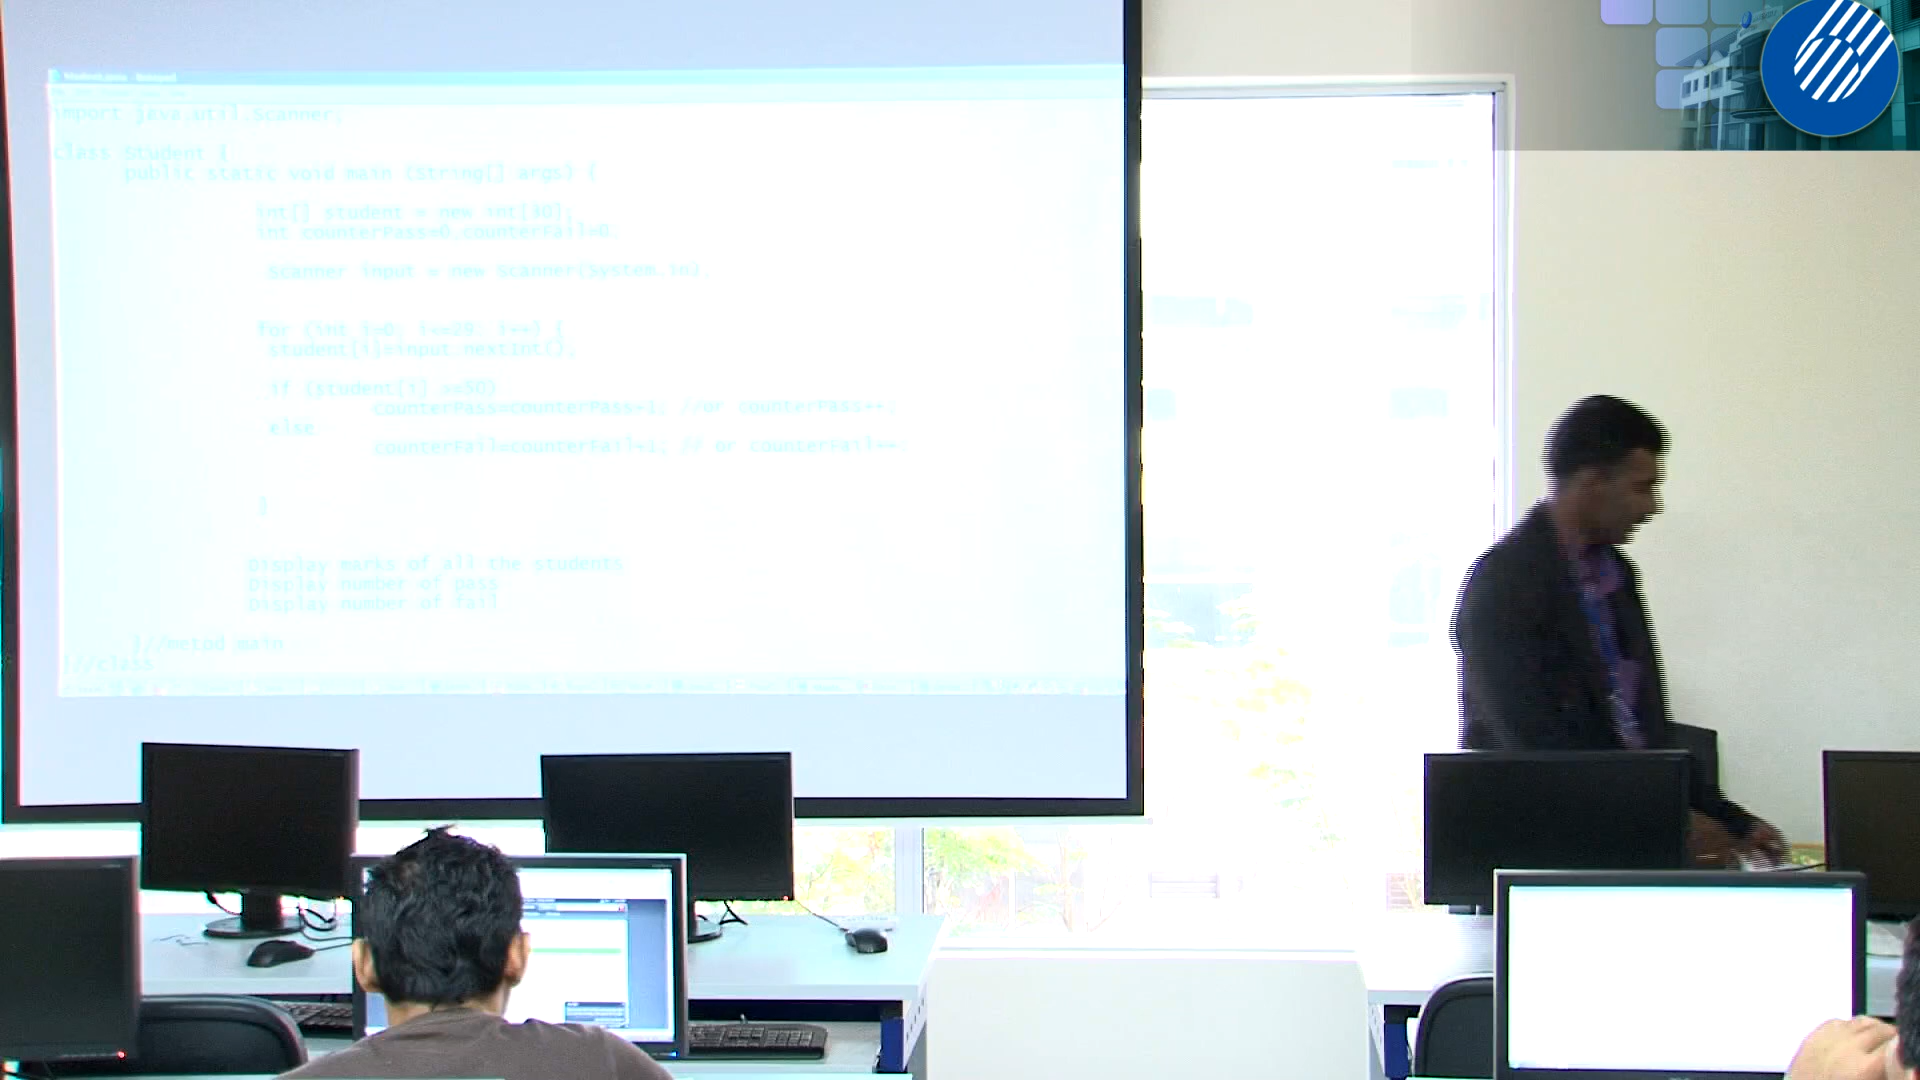 Student.java - Notepad
import java.util.Scanner;
class Student {
public static void main (String[] args) {
int[] student = new int[30];
int counterPass=0,counterFail=0;
Scanner input = new Scanner(System.in);
for (int i=0; i<=29; i++) {
student[i]=input.nextInt();
if (student[i] >=50)
counterPass=counterPass+1; //or counterPass++;
else
counterFail=counterFail+1; // or counterFail++;
}
Display marks of all the students
Display number of pass
Display number of fail
}//metod main
}//class